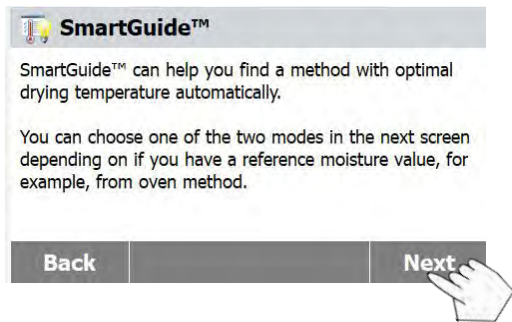 SmartGuide™
SmartGuide™ can help you find a method with optimal
drying temperature automatically.
You can choose one of the two modes in the next screen
depending on if you have a reference moisture value, for
example, from oven method.
Back
Next